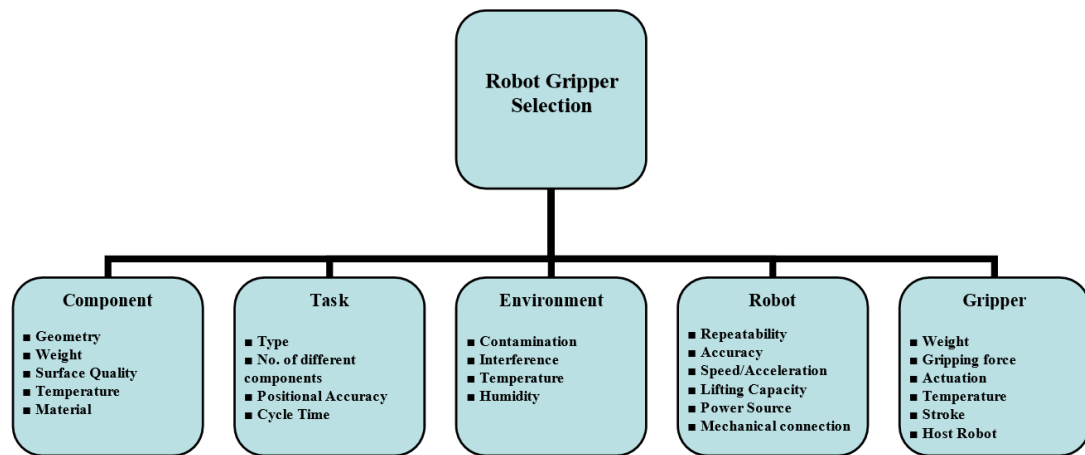 Robot Gripper
Selection
Component
■ Geometry
■ Weight
■ Surface Quality
■ Temperature
■ Material
Task
■ Type
■ No. of different
components
■ Positional Accuracy
■ Cycle Time
Environment
■ Contamination
■ Interference
■ Temperature
■ Humidity
Robot
■ Repeatability
■ Accuracy
■ Speed/Acceleration
■ Lifting Capacity
■ Power Source
■ Mechanical connection
Gripper
■ Weight
■ Gripping force
■ Actuation
■ Temperature
■ Stroke
■ Host Robot